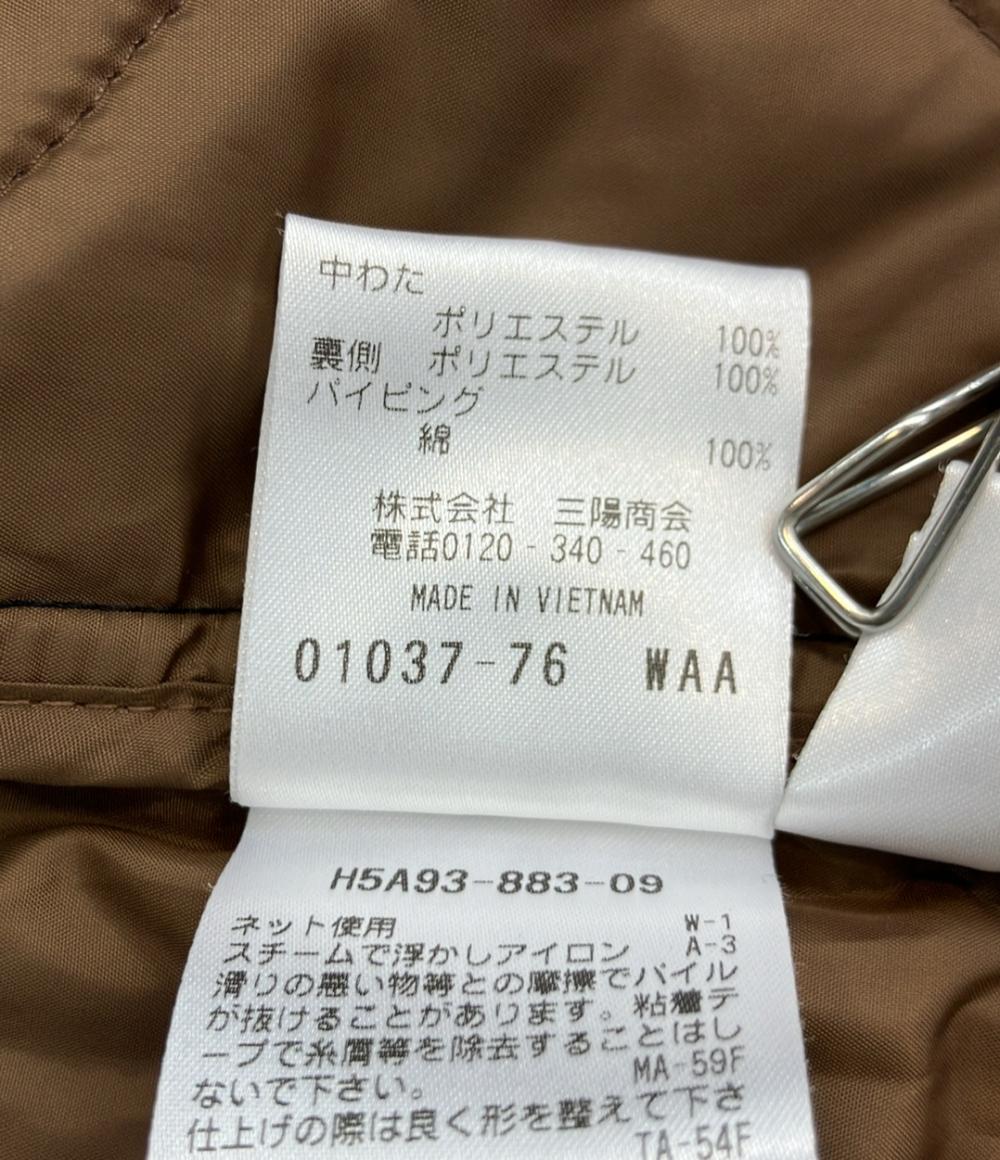 中わた
ポリエステル 100%
裏側 ポリエステル 100%
パイピング
綿 100%
株式会社 三陽商会
電話0120-340-460
MADE IN VIETNAM
01037-76 WAA
H5A93-883-09
ネット使用 W-1
スチームで浮かしアイロン A-3
滑りの悪い物等との摩擦でパイル
が抜けることがあります。粘着テ
ープで糸屑等を除去することはし
ないで下さい。 MA-59F
仕上げの際は良く形を整えて下さ
TA-54F